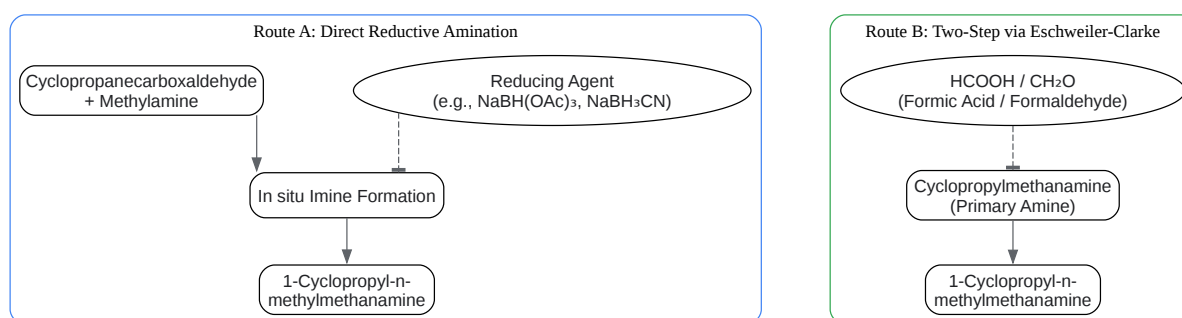 Route A: Direct Reductive Amination
Cyclopropanecarboxaldehyde
+ Methylamine
Reducing Agent
(e.g., NaBH(OAc)₃, NaBH₃CN)
In situ Imine Formation
1-Cyclopropyl-n-
methylmethanamine
Route B: Two-Step via Eschweiler-Clarke
HCOOH / CH₂O
(Formic Acid / Formaldehyde)
Cyclopropylmethanamine
(Primary Amine)
1-Cyclopropyl-n-
methylmethanamine